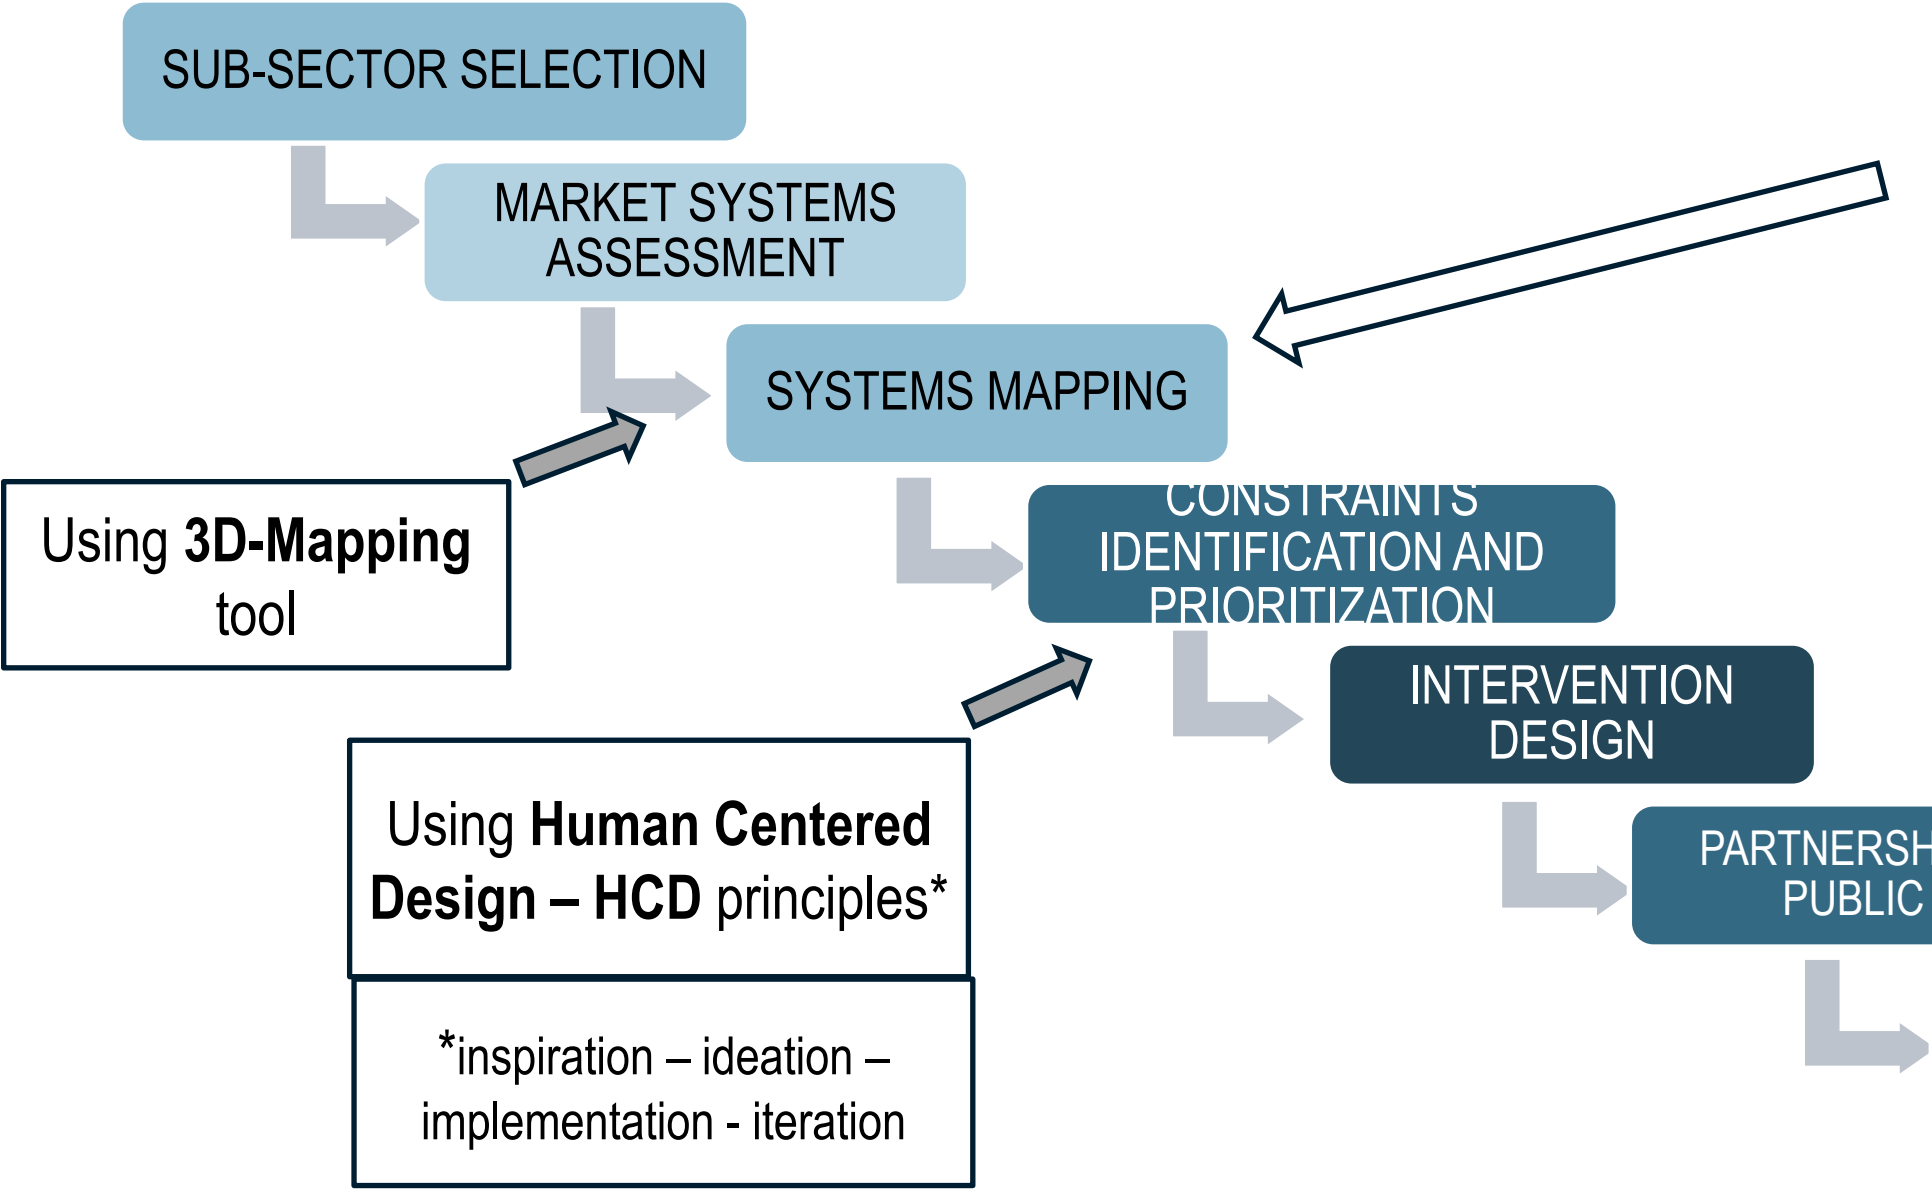 SUB-SECTOR SELECTION
MARKET SYSTEMS
ASSESSMENT
SYSTEMS MAPPING
Using 3D-Mapping
tool
CONSTRAINTS
IDENTIFICATION AND
PRIORITIZATION
INTERVENTION
DESIGN
Using Human Centered
Design – HCD principles*
PUBLIC
*inspiration – ideation –
implementation - iteration